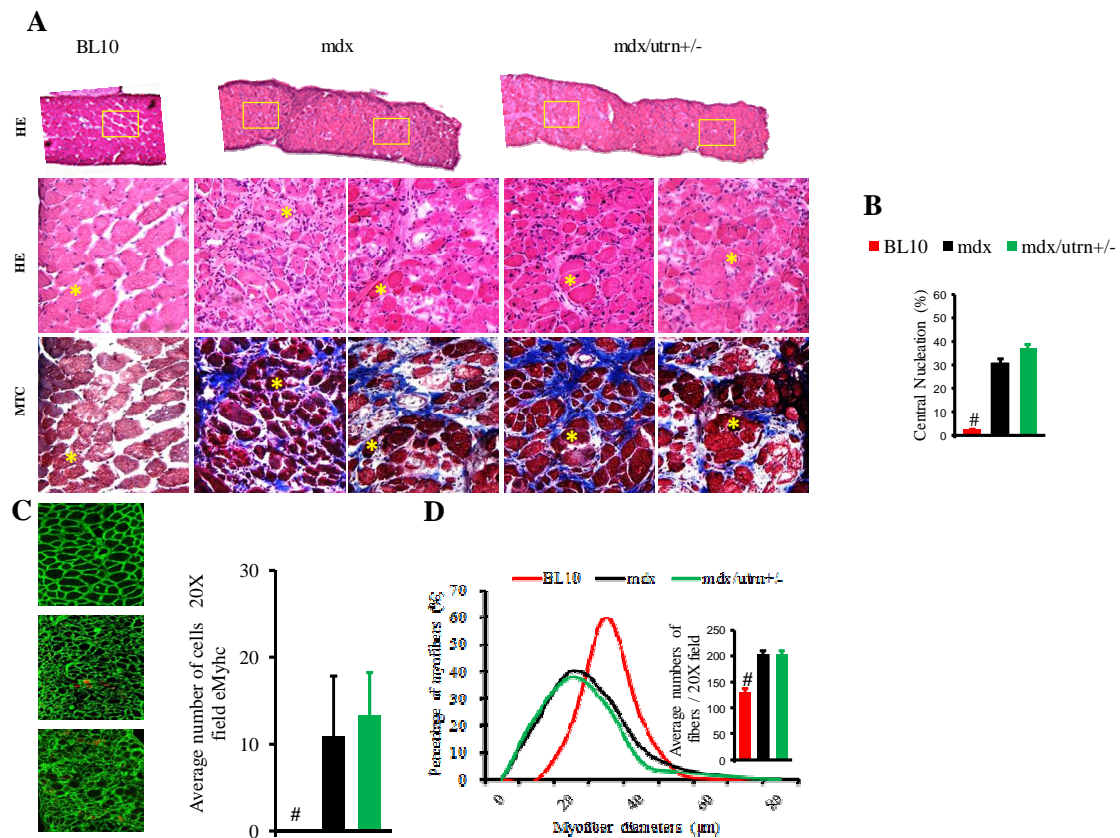 A
BL10 mdx mdx/utrn+/-
HE
HE
* * * * *
MTC
* * * * *
B
BL10 mdx mdx/utrn+/-
Central Nucleation (%)
60
50
40
30
20
10
0
#
C
Average number of cells 20X
field eMyhc
30
20
10
0
#
D
BL10 mdx mdx/utrn+/-
Percentage of myofibers (%)
70
60
50
40
30
20
10
0
0 20 40 60 80
Myofiber diameters (µm)
Average numbers of
fibers / 20X field
250
200
150
100
50
0
#